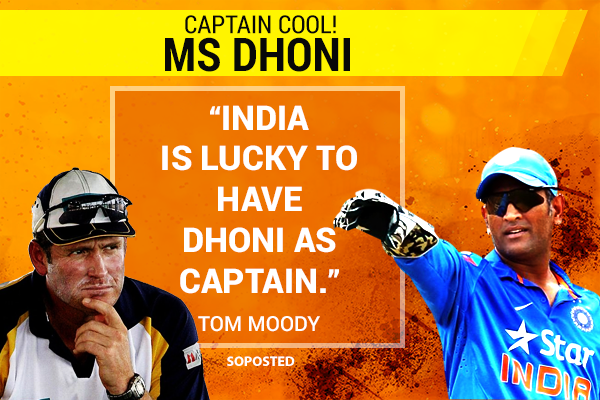 CAPTAIN COOL!
MS DHONI
“INDIA
IS LUCKY TO
HAVE
DHONI AS
CAPTAIN.”
TOM MOODY
SOPOSTED
Star
INDIA